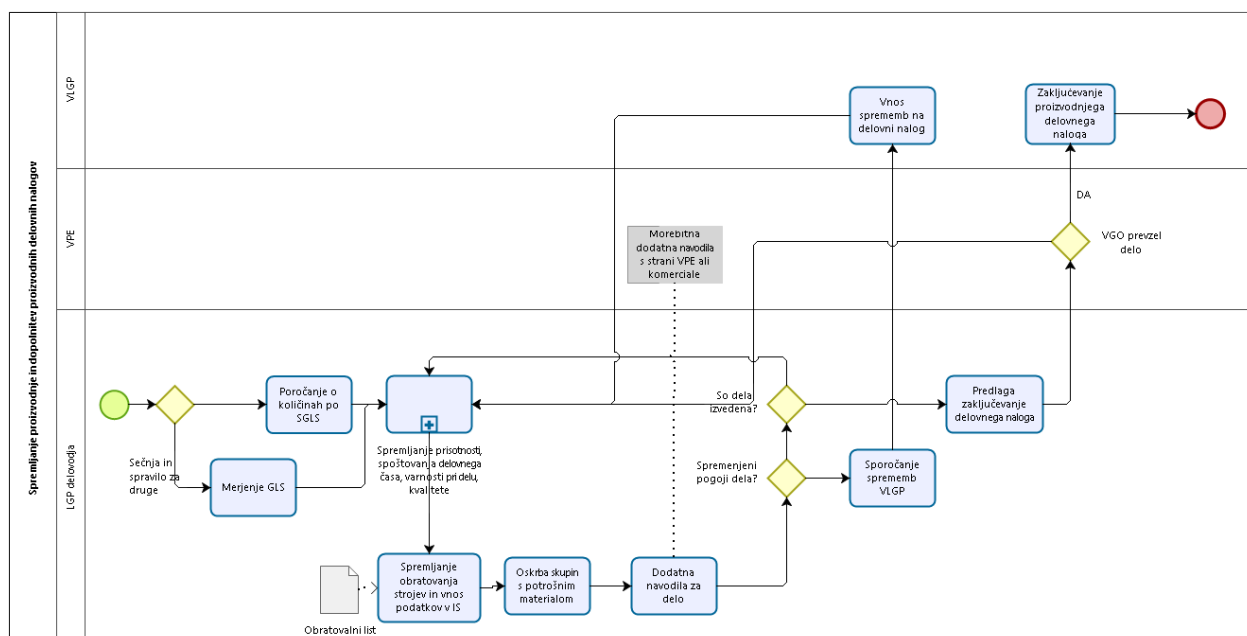 Spremljanje proizvodnje in dopolnitev proizvodnih delovnih nalogov
VLGP
Vnos
sprememb na
delovni nalog
Zaključevanje
proizvodnjega
delovnega
naloga
VPE
Morebitna
dodatna navodila
s strani VPE ali
komerciale
DA
VGO prevzel
delo
LGP delovodja
Poročanje o
količinah po
SGLS
Sečnja in
spravilo za
druge
Merjenje GLS
Spremljanje prisotnosti,
spoštovanja delovnega
časa, varnosti pri delu,
kvalitete
So dela
izvedena?
Predlaga
zaključevanje
delovnega naloga
Spremenjeni
pogoji dela?
Sporočanje
sprememb
VLGP
Obratovalni list
Spremljanje
obratovanja
strojev in vnos
podatkov v IS
Oskrba skupin
s potrošnim
materialom
Dodatna
navodila za
delo